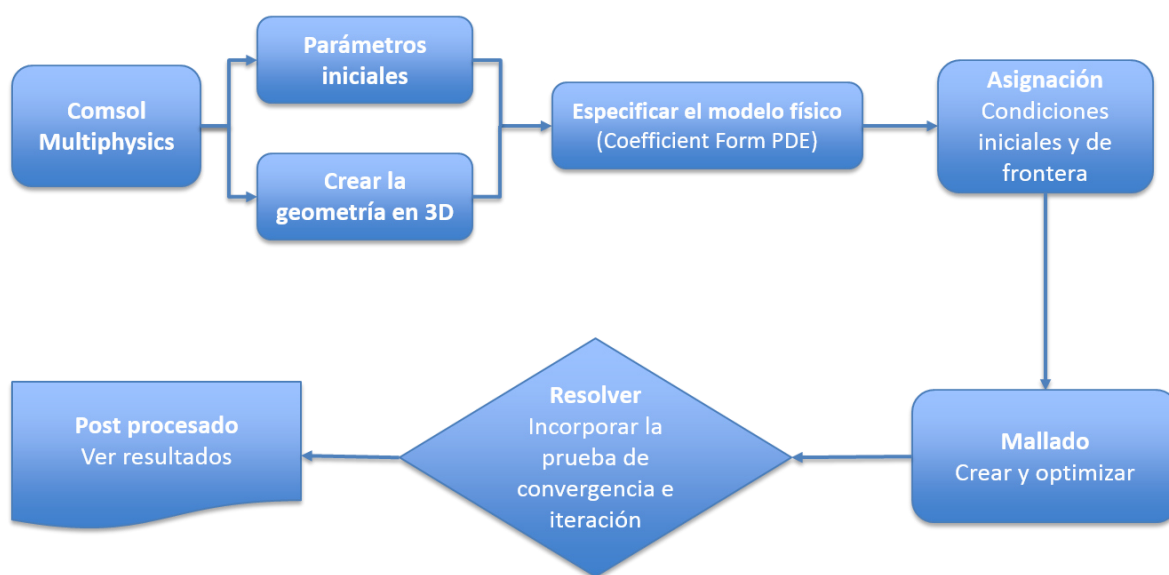 Comsol
Multiphysics
Parámetros
iniciales
Crear la
geometría en 3D
Especificar el modelo físico
(Coefficient Form PDE)
Asignación
Condiciones
iniciales y de
frontera
Mallado
Crear y optimizar
Resolver
Incorporar la
prueba de
convergencia e
iteración
Post procesado
Ver resultados